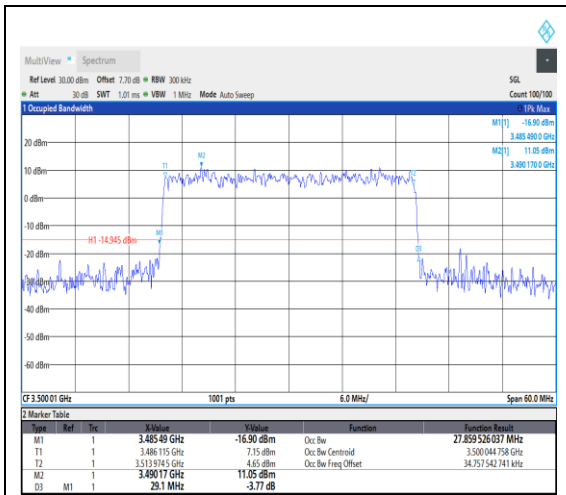 MultiView Spectrum
Ref Level 30.00 dBm Offset 7.70 dB RBW 300 kHz SGL
Att 30 dB SWT 1.01 ms VBW 1 MHz Mode Auto Sweep Count 100/100
1 Occupied Bandwidth 1Pk Max
M1[1] -16.90 dBm
3.485 490 0 GHz
M2[1] 11.05 dBm
3.490 170 0 GHz
20 dBm
M2
T1
10 dBm
0 dBm
-10 dBm
M1
H1 -14.945 dBm
D3
-20 dBm
-30 dBm
-40 dBm
-50 dBm
-60 dBm
CF 3.500 01 GHz 1001 pts 6.0 MHz/ Span 60.0 MHz
2 Marker Table
Type Ref Trc X-Value Y-Value Function Function Result
M1 1 3.48549 GHz -16.90 dBm Occ Bw 27.859 526 037 MHz
T1 1 3.486 115 GHz 7.15 dBm Occ Bw Centroid 3.500 044 758 GHz
T2 1 3.513 974 5 GHz 4.65 dBm Occ Bw Freq Offset 34.757 542 741 kHz
M2 1 3.49017 GHz 11.05 dBm
D3 M1 1 29.1 MHz -3.77 dB